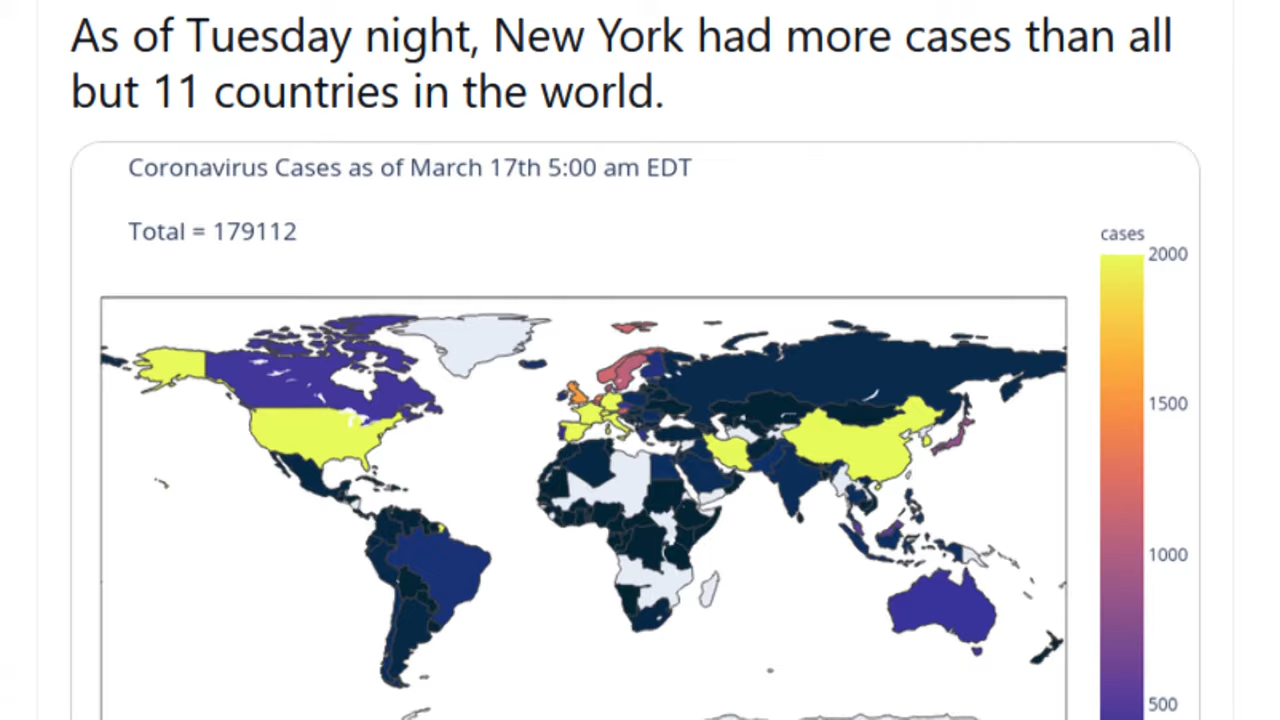 As of Tuesday night, New York had more cases than all
but 11 countries in the world.
Coronavirus Cases as of March 17th 5:00 am EDT
Total = 179112
cases
2000
1500
1000
500